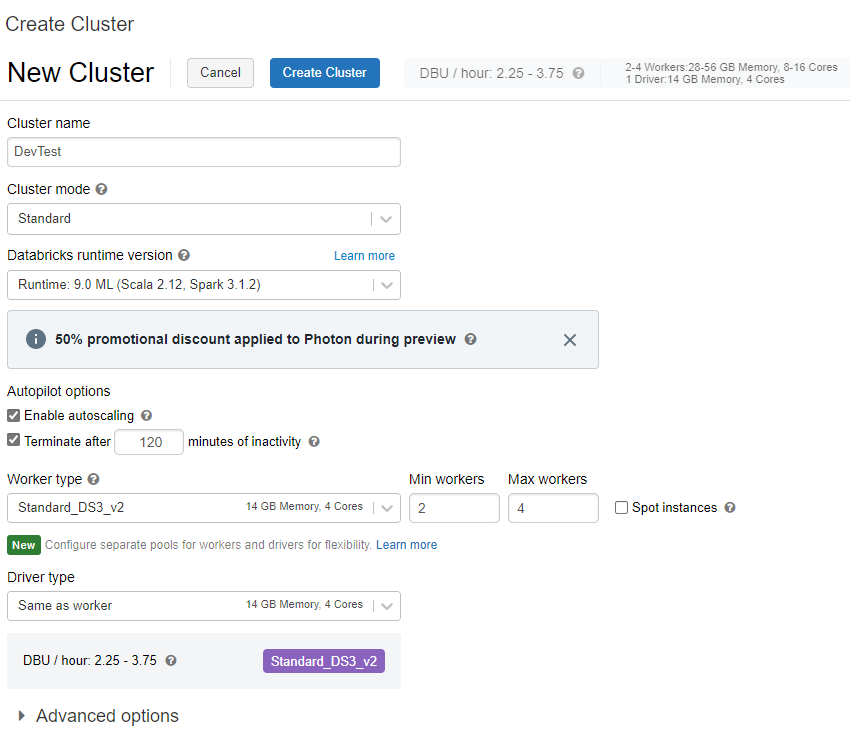 Create Cluster
New Cluster
Cancel
Create Cluster
DBU / hour: 2.25 - 3.75
2-4 Workers:28-56 GB Memory, 8-16 Cores
1 Driver:14 GB Memory, 4 Cores
Cluster name
DevTest
Cluster mode
Standard
Databricks runtime version
Learn more
Runtime: 9.0 ML (Scala 2.12, Spark 3.1.2)
50% promotional discount applied to Photon during preview
Autopilot options
Enable autoscaling
Terminate after 120 minutes of inactivity
Worker type
Min workers
Max workers
Standard_DS3_v2
14 GB Memory, 4 Cores
2
4
Spot instances
New Configure separate pools for workers and drivers for flexibility. Learn more
Driver type
Same as worker
14 GB Memory, 4 Cores
DBU / hour: 2.25 - 3.75
Standard_DS3_v2
Advanced options